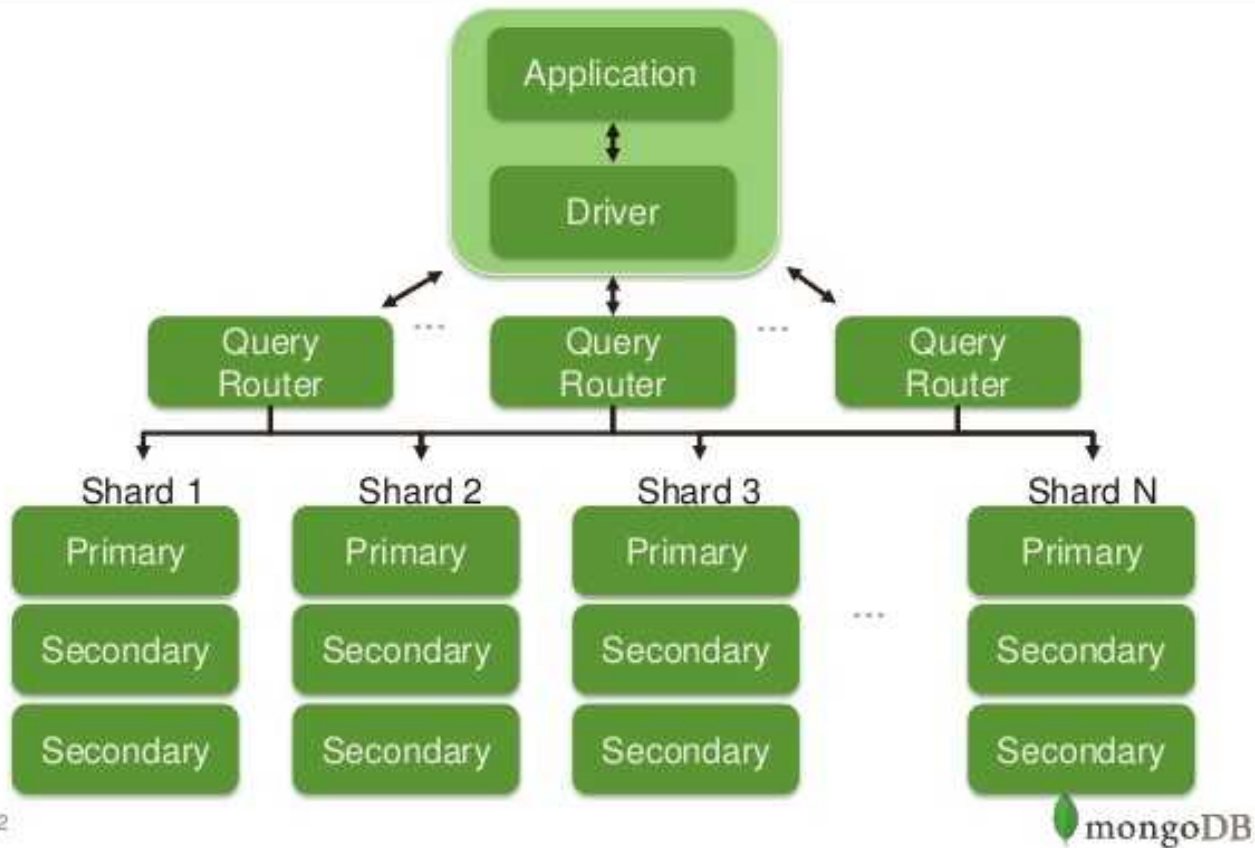 Application
Driver
... ...
Query
Router
Query
Router
Query
Router
Shard 1 Shard 2 Shard 3 Shard N
Primary Primary Primary Primary
Secondary Secondary Secondary ... Secondary
Secondary Secondary Secondary Secondary
2
mongoDB